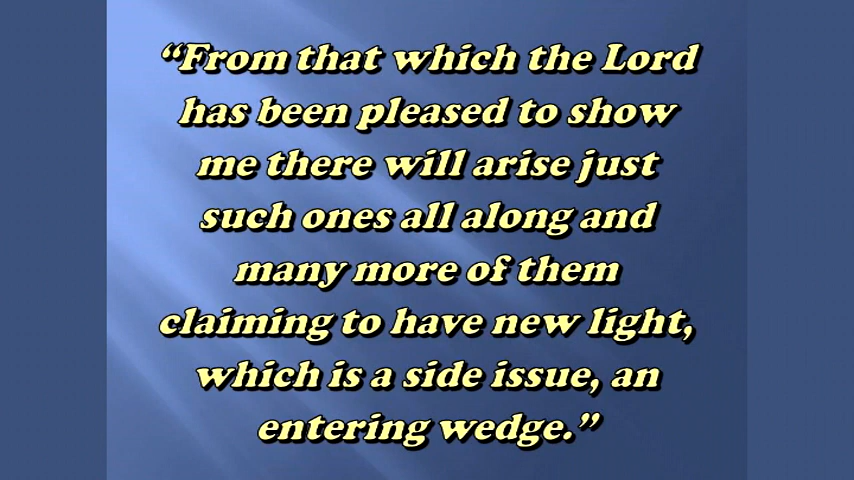 “From that which the Lord
has been pleased to show
me there will arise just
such ones all along and
many more of them
claiming to have new light,
which is a side issue, an
entering wedge.”